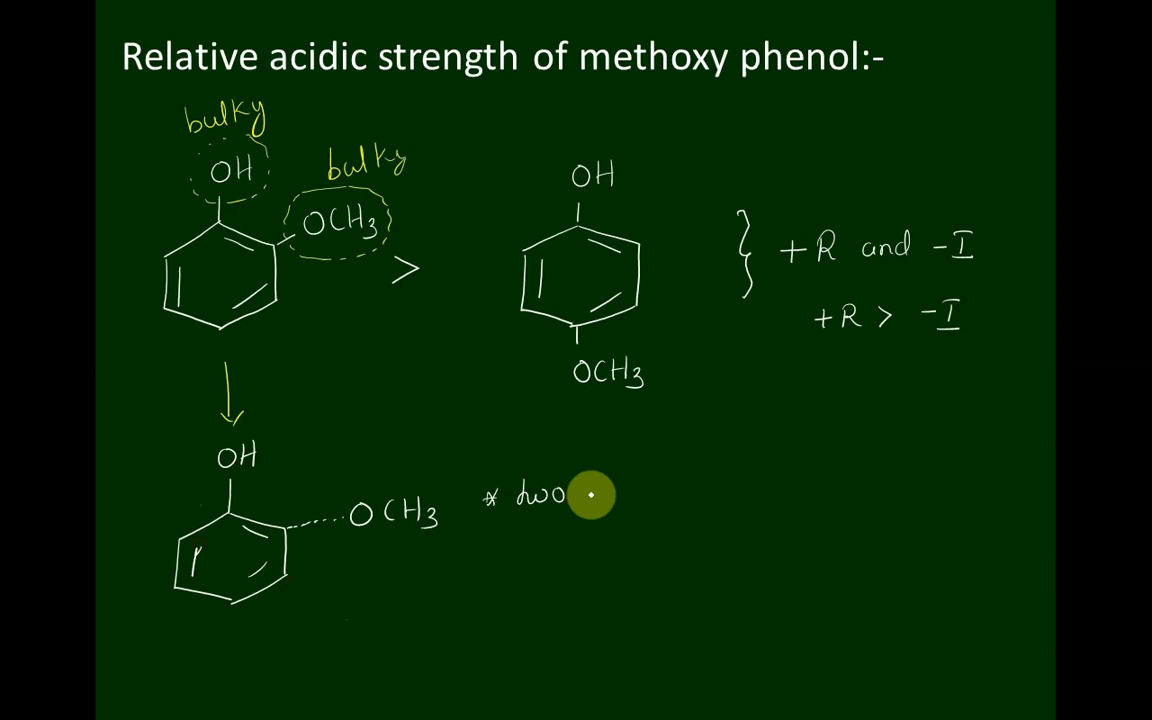 Relative acidic strength of methoxy phenol:-
bulky
bulky
OH
OCH3
>
OH
OCH3
+R and -I
+R > -I
OH
OCH3
* two